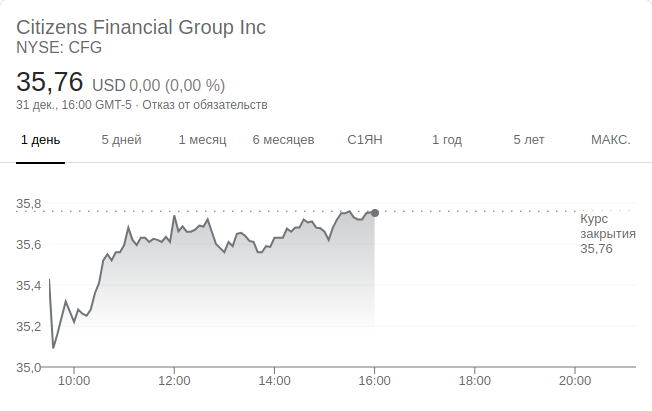 Citizens Financial Group Inc
NYSE: CFG
35,76 USD 0,00 (0,00 %)
31 дек., 16:00 GMT-5 · Отказ от обязательств
1 день 5 дней 1 месяц 6 месяцев С1ЯН 1 год 5 лет МАКС.
35,8
Курс
закрытия
35,76
35,6
35,4
35,2
35,0
10:00 12:00 14:00 16:00 18:00 20:00